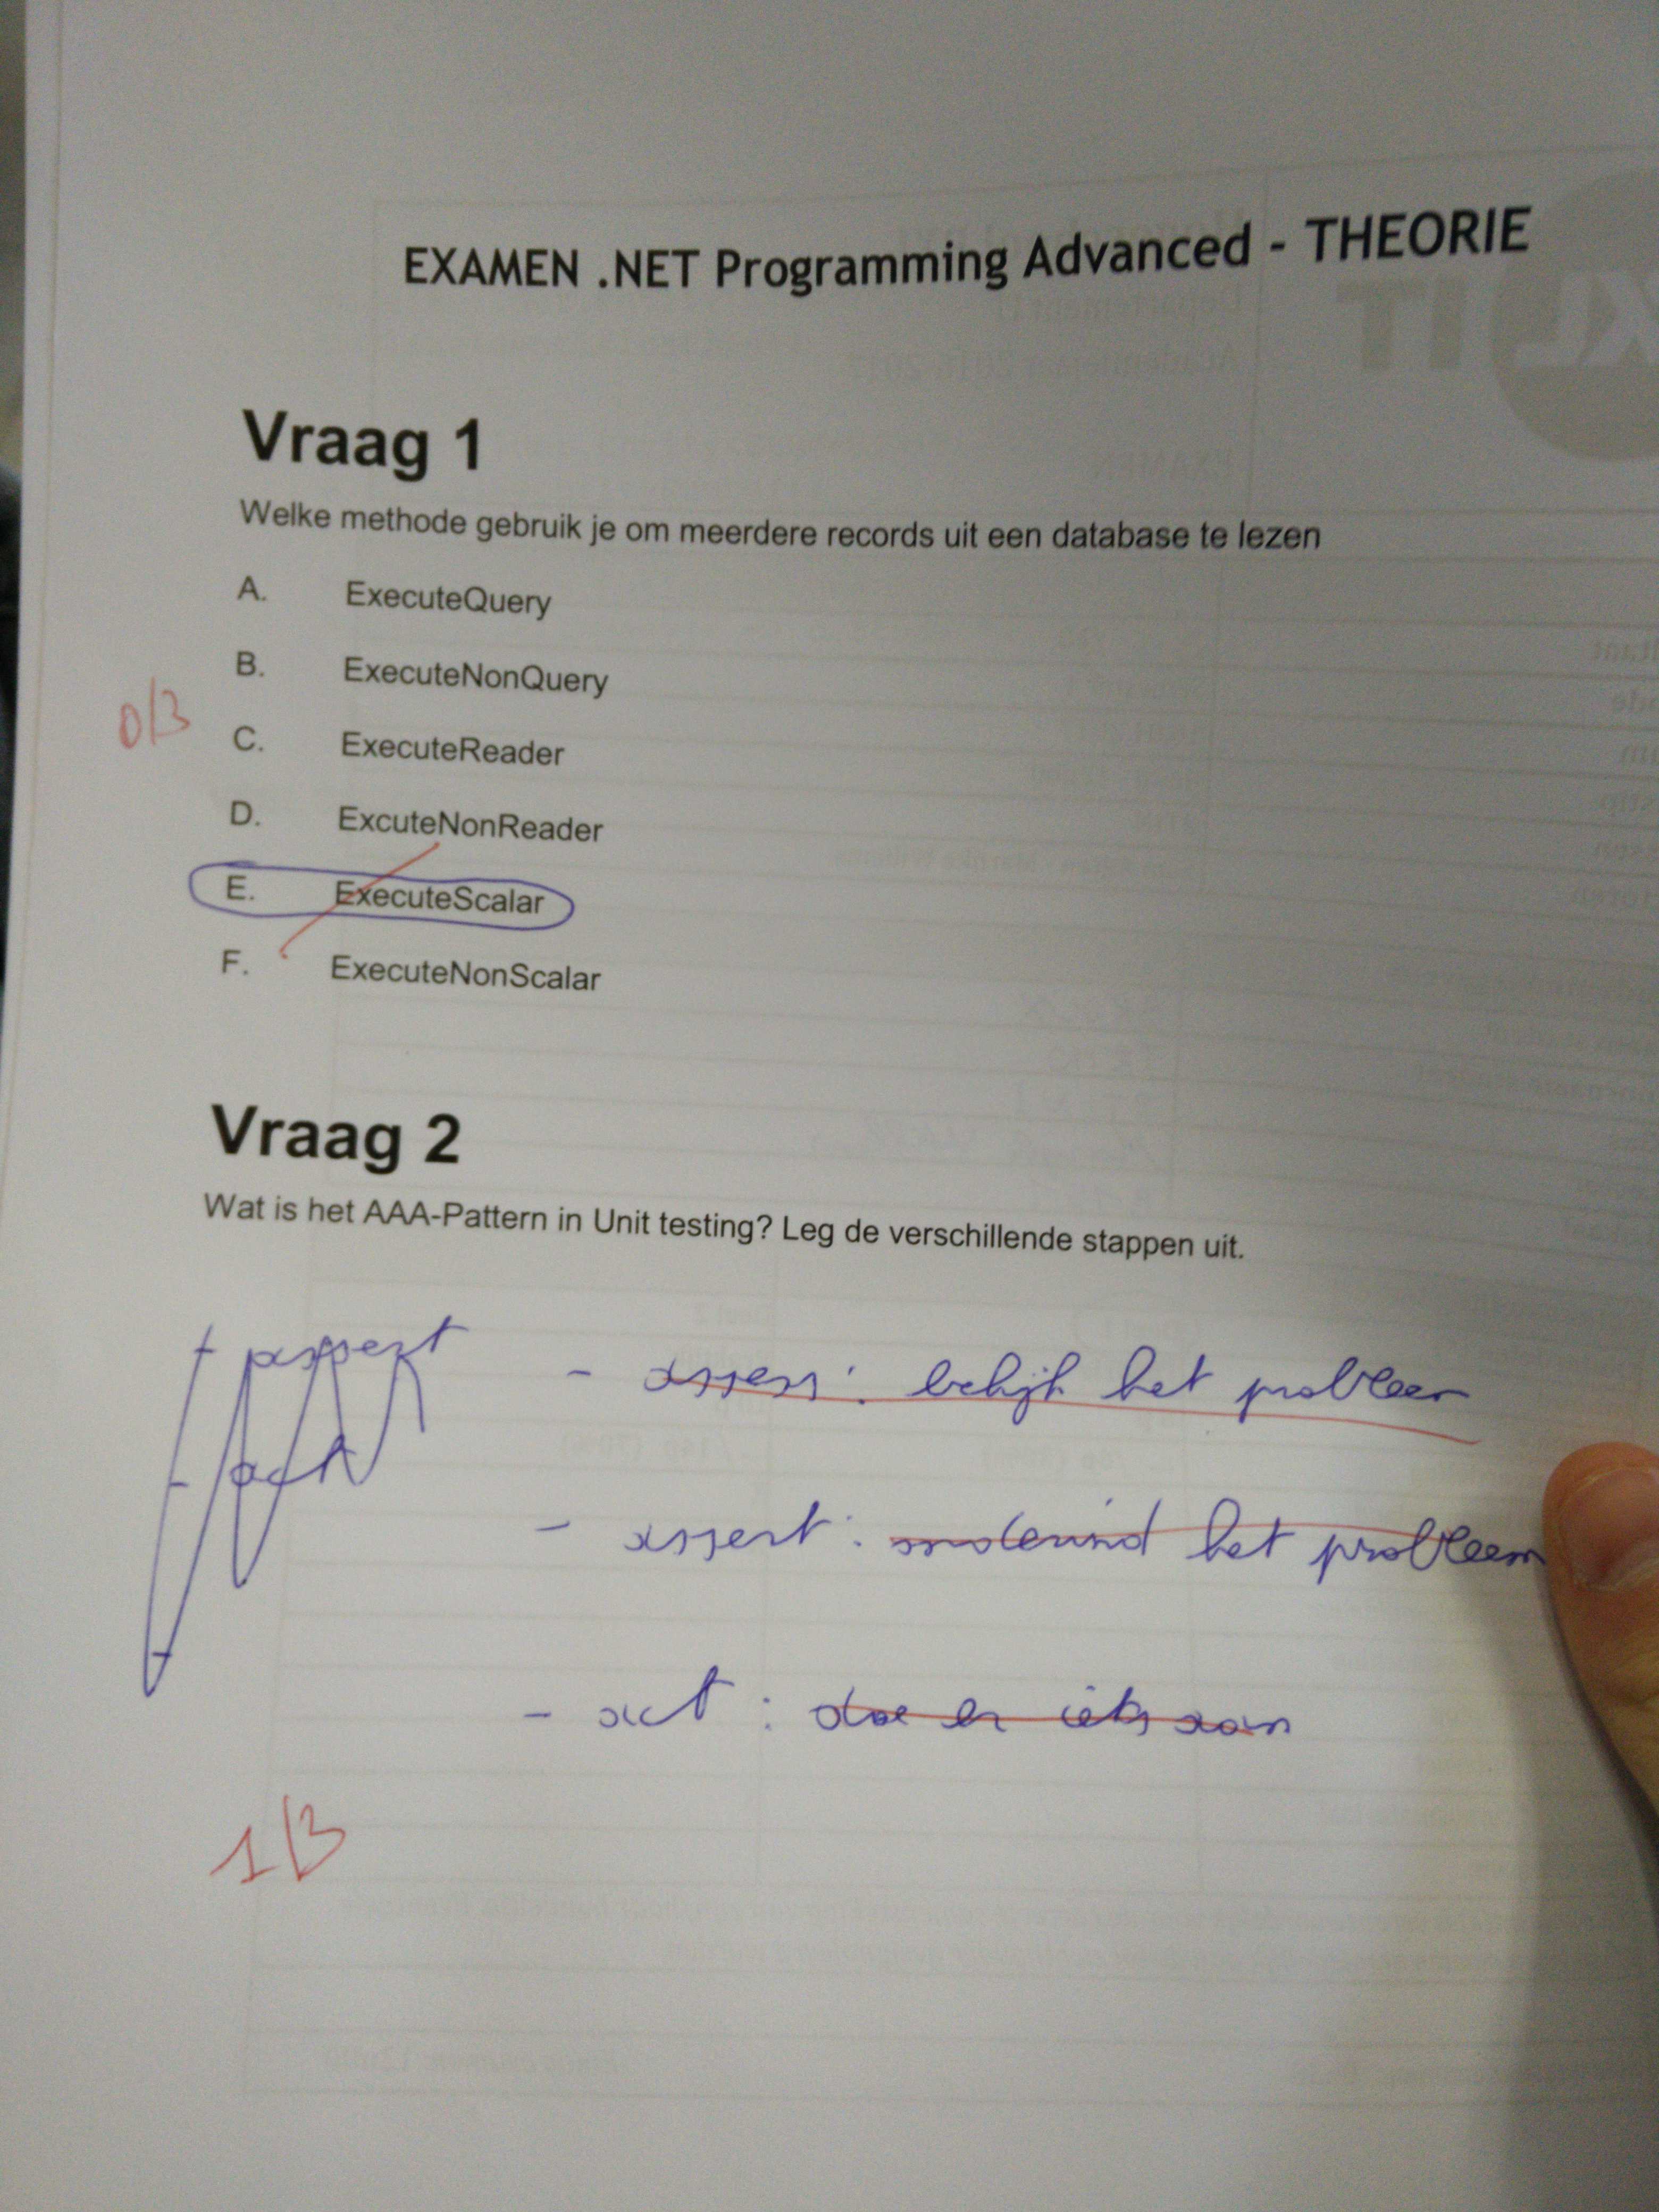 EXAMEN .NET Programming Advanced - THEORIE
Vraag 1
Welke methode gebruik je om meerdere records uit een database te lezen
A. ExecuteQuery
B. ExecuteNonQuery
0/3
C. ExecuteReader
D. ExcuteNonReader
E. ExecuteScalar
F. ExecuteNonScalar
Vraag 2
Wat is het AAA-Pattern in Unit testing? Leg de verschillende stappen uit.
- assess: bekijk het probleem
- act
- assert: het probleem
- act: doe er iets aan
1/3